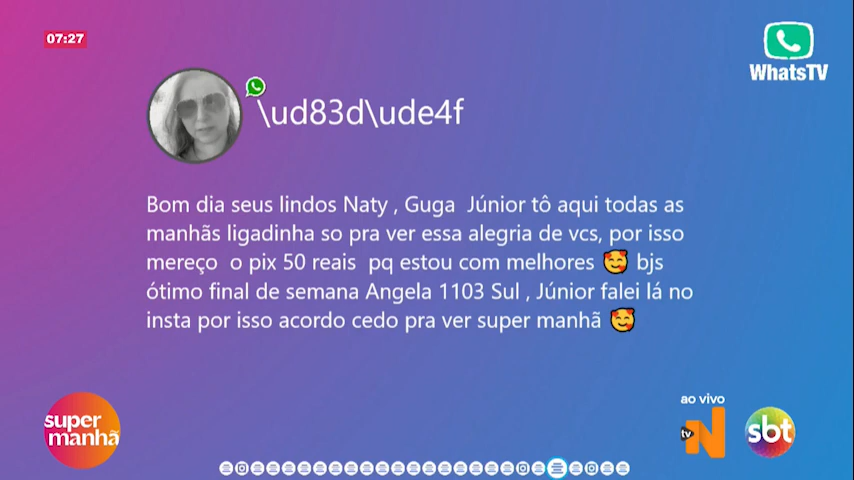 07:27
WhatsTV
\ud83d\ude4f
Bom dia seus lindos Naty , Guga  Júnior tô aqui todas as
manhãs ligadinha so pra ver essa alegria de vcs, por isso
mereço  o pix 50 reais  pq estou com melhores 🥰 bjs
ótimo final de semana Angela 1103 Sul , Júnior falei lá no
insta por isso acordo cedo pra ver super manhã 🥰
super
manhã
ao vivo
tv N
sbt